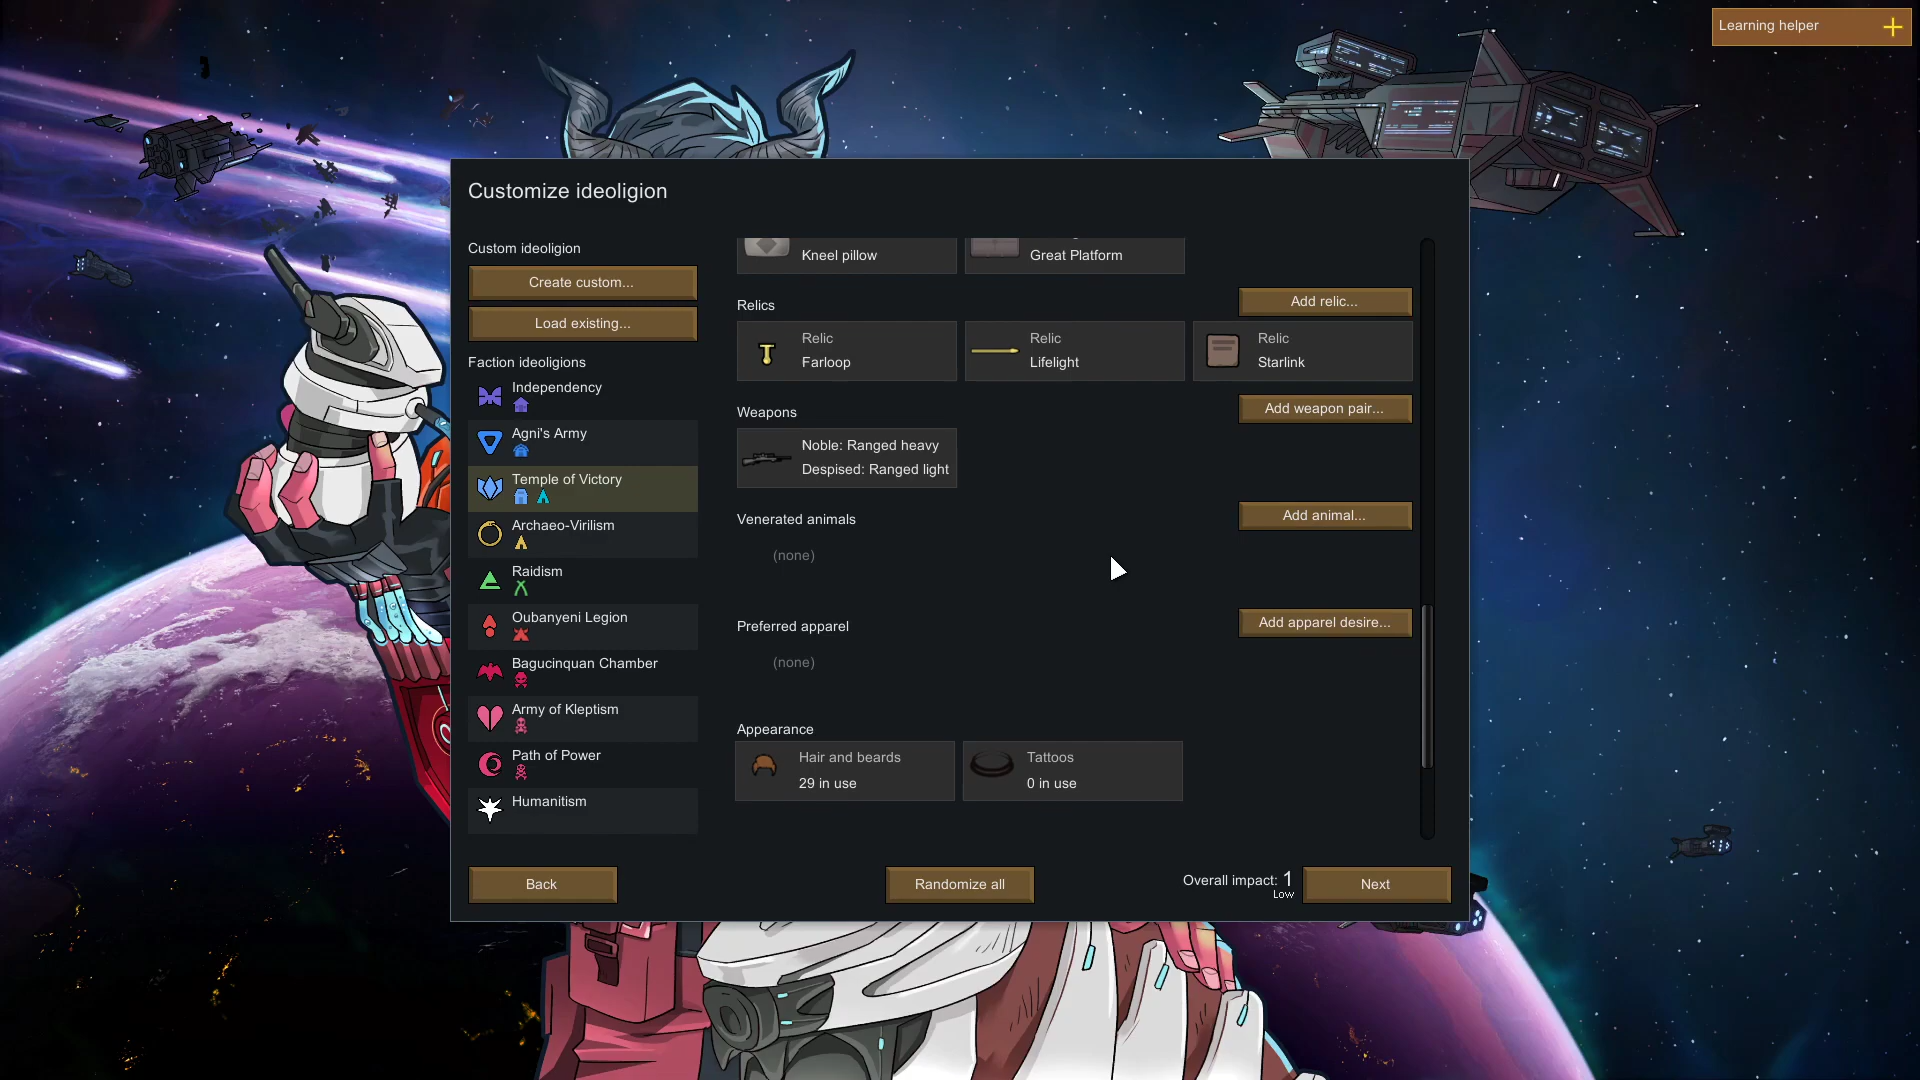 Learning helper
Customize ideoligion
Custom ideoligion
Create custom...
Load existing...
Faction ideoligions
Independency
Agni's Army
Temple of Victory
Archaeo-Virilism
Raidism
Oubanyeni Legion
Bagucinquan Chamber
Army of Kleptism
Path of Power
Humanitism
Kneel pillow
Great Platform
Relics
Add relic...
Relic
Farloop
Relic
Lifelight
Relic
Starlink
Weapons
Add weapon pair...
Noble: Ranged heavy
Despised: Ranged light
Venerated animals
Add animal...
(none)
Preferred apparel
Add apparel desire...
(none)
Appearance
Hair and beards
29 in use
Tattoos
0 in use
Back
Randomize all
Overall impact: 1
Low
Next